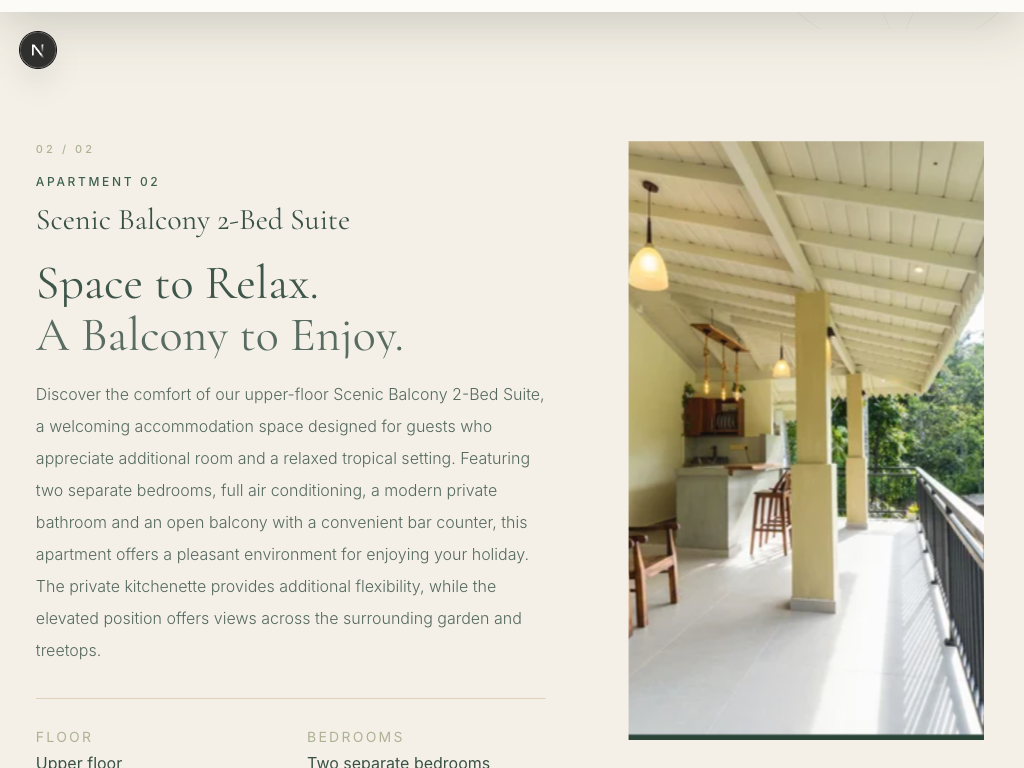 N
02 / 02
APARTMENT 02
Scenic Balcony 2-Bed Suite
Space to Relax.
A Balcony to Enjoy.
Discover the comfort of our upper-floor Scenic Balcony 2-Bed Suite,
a welcoming accommodation space designed for guests who
appreciate additional room and a relaxed tropical setting. Featuring
two separate bedrooms, full air conditioning, a modern private
bathroom and an open balcony with a convenient bar counter, this
apartment offers a pleasant environment for enjoying your holiday.
The private kitchenette provides additional flexibility, while the
elevated position offers views across the surrounding garden and
treetops.
FLOOR
Upper floor
BEDROOMS
Two separate bedrooms